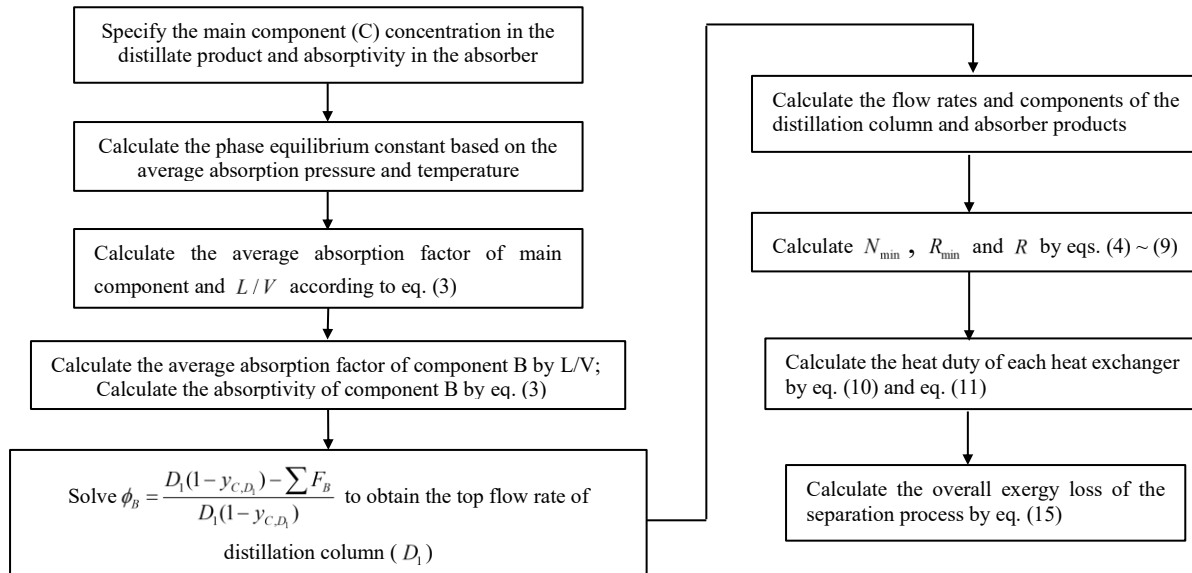 Specify the main component (C) concentration in the
distillate product and absorptivity in the absorber
Calculate the phase equilibrium constant based on the
average absorption pressure and temperature
Calculate the average absorption factor of main
component and L / V according to eq. (3)
Calculate the average absorption factor of component B by L/V;
Calculate the absorptivity of component B by eq. (3)
Solve ϕ_B = \frac{D_1(1 − y_{C,D_1}) − ∑ F_B}{D_1(1 − y_{C,D_1})} to obtain the top flow rate of
distillation column ( D_1 )
Calculate the flow rates and components of the
distillation column and absorber products
Calculate N_min , R_min and R by eqs. (4) ~ (9)
Calculate the heat duty of each heat exchanger
by eq. (10) and eq. (11)
Calculate the overall exergy loss of the
separation process by eq. (15)